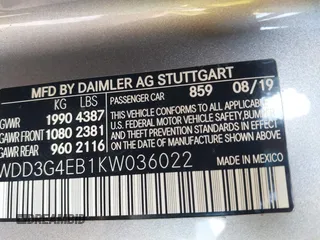 MFD BY DAIMLER AG STUTTGART
KG LBS PASSENGER CAR 859 08/19
GVWR 1990 4387
GAWR FRONT 1080 2381
GAWR REAR 960 2116
THIS VEHICLE CONFORMS TO ALL
APPLICABLE U.S. FEDERAL MOTOR
VEHICLE SAFETY, BUMPER,
AND THEFT PREVENTION
STANDARDS IN EFFECT ON THE DATE
OF MANUFACTURE SHOWN ABOVE.
WDD3G4EB1KW036022
MADE IN MEXICO
DREAMBID